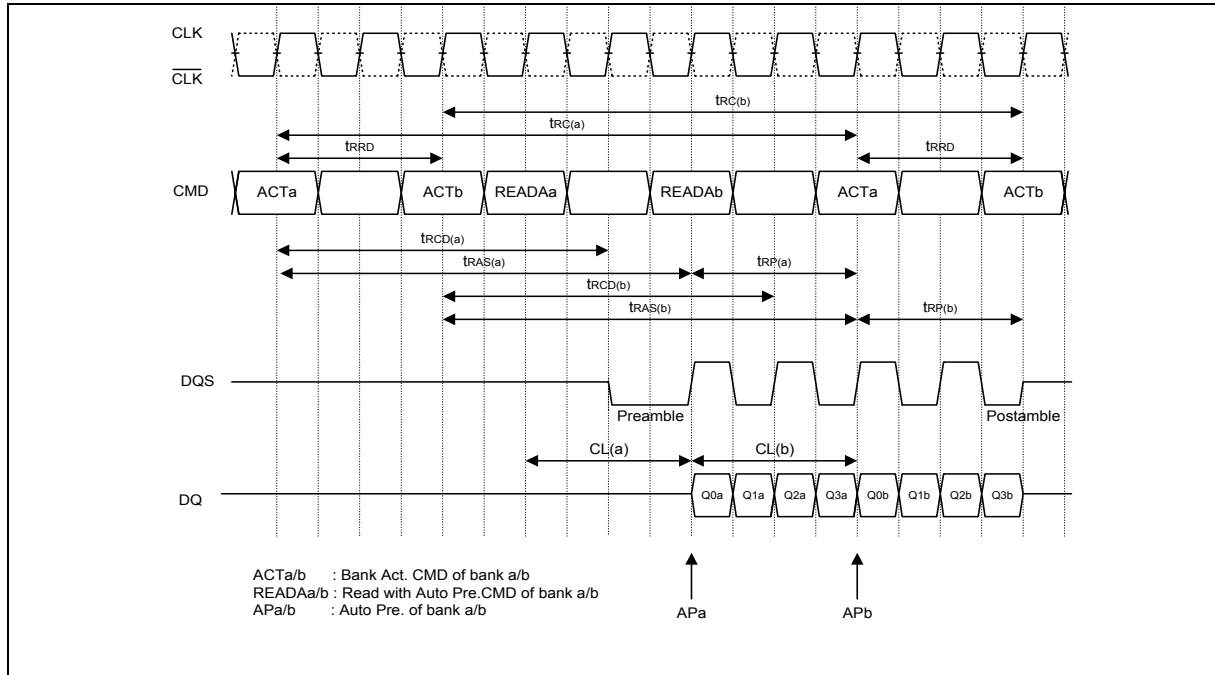 CLK
CLK
tRC(b)
tRC(a)
tRRD tRRD
CMD ACTa ACTb READAa READAb ACTa ACTb
tRCD(a)
tRAS(a) tRP(a)
tRCD(b)
tRAS(b) tRP(b)
DQS
Preamble Postamble
CL(a) CL(b)
DQ Q0a Q1a Q2a Q3a Q0b Q1b Q2b Q3b
ACTa/b : Bank Act. CMD of bank a/b
READAa/b : Read with Auto Pre.CMD of bank a/b
APa/b : Auto Pre. of bank a/b
APa APb